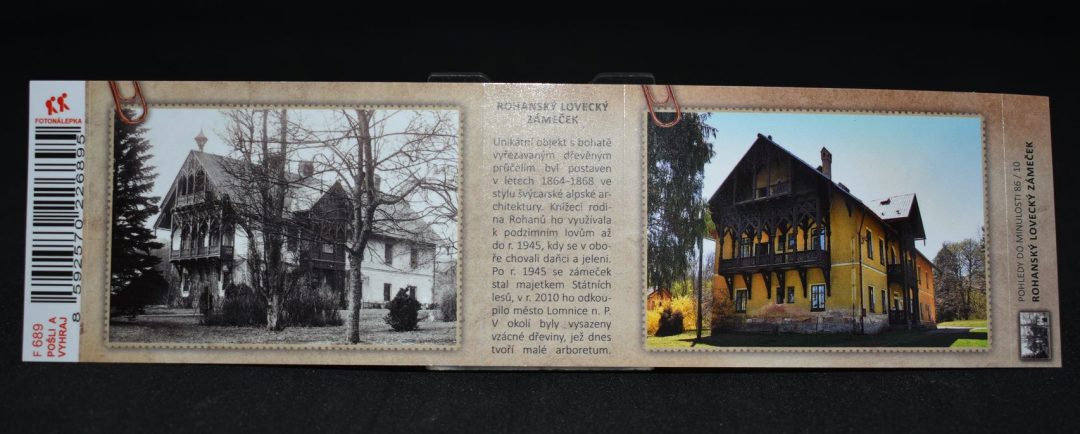 FOTONÁLEPKA
8 592570 226895
F 689
POŠLI A
VYHRAJ
ROHANSKÝ LOVECKÝ
ZÁMEČEK
Unikátní objekt s bohatě
vyřezávaným dřevěným
průčelím byl postaven
v letech 1864-1868 ve
stylu švýcarské alpské ar-
chitektury. Knížecí rodi-
na Rohanů ho využívala
k podzimním lovům až
do r. 1945, kdy se v obo-
ře chovali daňci a jeleni.
Po r. 1945 se zámeček
stal majetkem Státních
lesů, v r. 2010 ho odkou-
pilo město Lomnice n. P.
V okolí byly vysazeny
vzácné dřeviny, jež dnes
tvoří malé arboretum.
POHLEDY DO MINULOSTI 86 / 10
ROHANSKÝ LOVECKÝ ZÁMEČEK